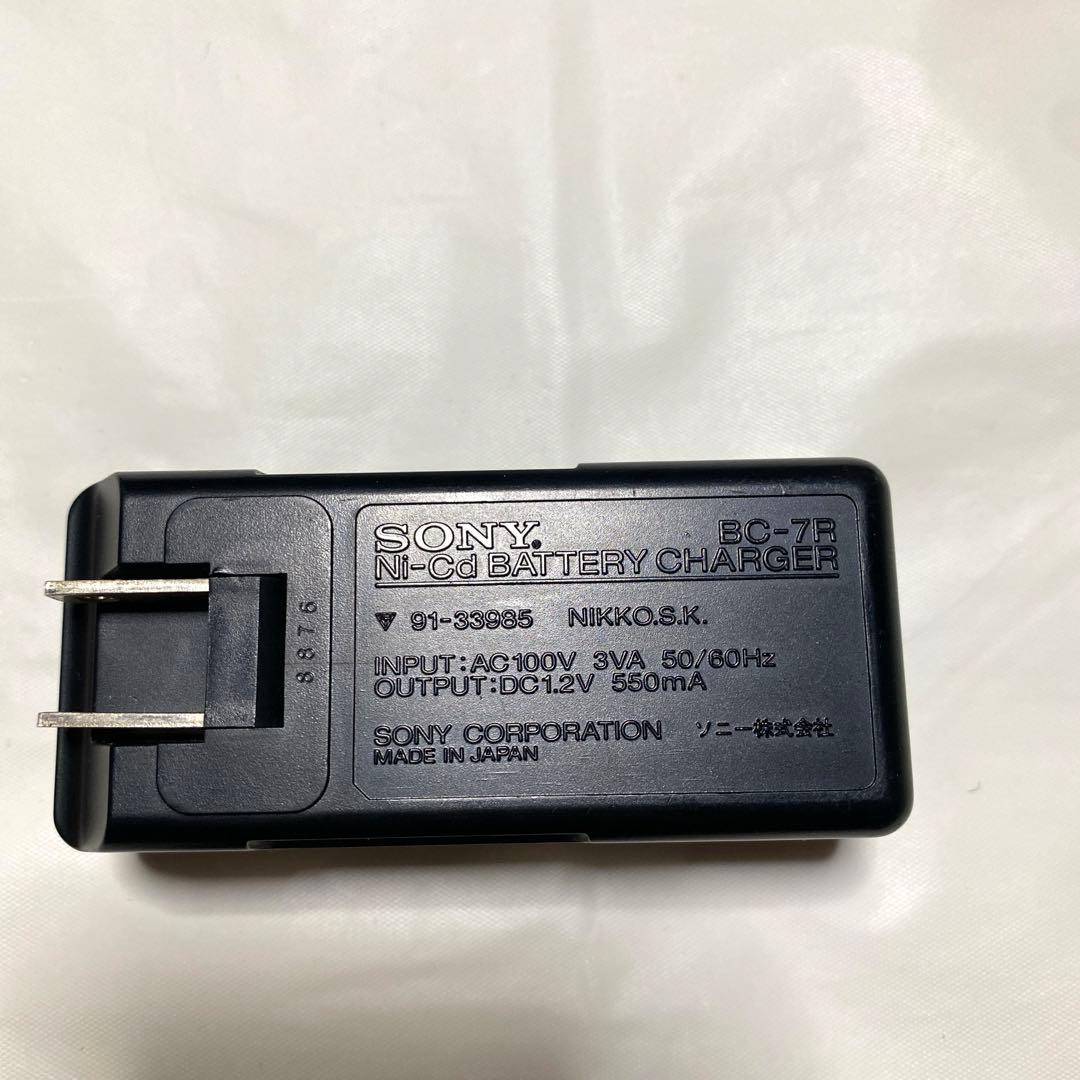 SONY. BC-7R
Ni-Cd BATTERY CHARGER
91-33985 NIKKO.S.K.
INPUT:AC100V 3VA 50/60Hz
OUTPUT:DC1.2V 550mA
SONY CORPORATION ソニー株式会社
MADE IN JAPAN
8876